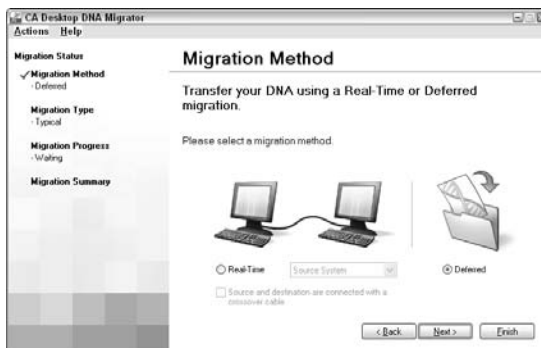 CA Desktop DNA Migrator
Actions Help
Migration Status
Migration Method
- Deferred
Migration Type
- Typical
Migration Progress
- Waiting
Migration Summary
Migration Method
Transfer your DNA using a Real-Time or Deferred
migration.
Please select a migration method.
Real-Time
Source System
Deferred
Source and destination are connected with a
crossover cable
< Back
Next >
Finish